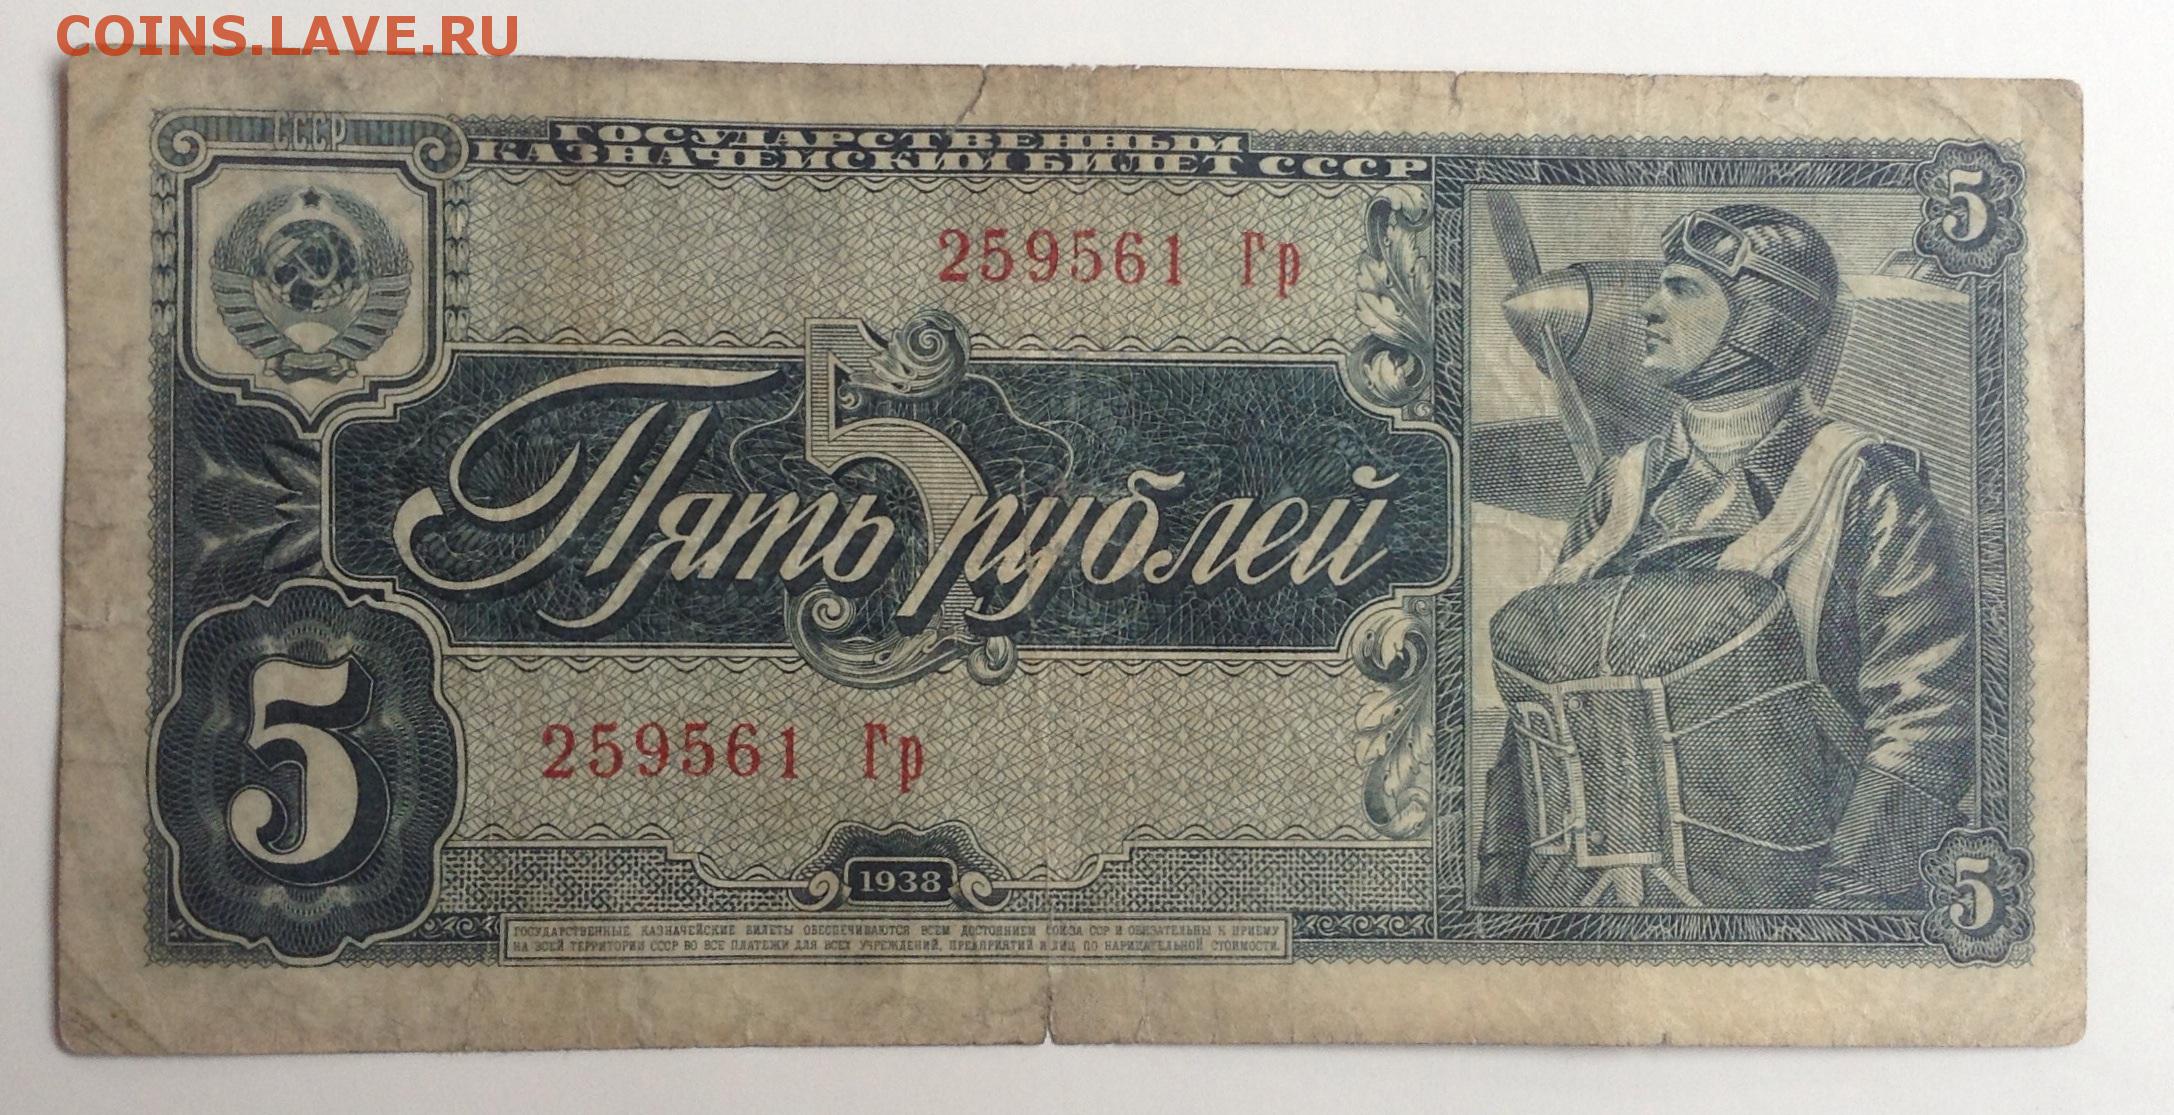 COINS.LAVE.RU
СССР
ГОСУДАРСТВЕННЫЙ
КАЗНАЧЕЙСКИЙ БИЛЕТ СССР
5
259561 Гр
5
Пять рублей
259561 Гр
5
1938
5
ГОСУДАРСТВЕННЫЕ КАЗНАЧЕЙСКИЕ БИЛЕТЫ ОБЕСПЕЧИВАЮТСЯ ВСЕМ ДОСТОЯНИЕМ СОЮЗА ССР И ОБЯЗАТЕЛЬНЫ К ПРИЕМУ
НА ВСЕЙ ТЕРРИТОРИИ СССР ВО ВСЕ ПЛАТЕЖИ ДЛЯ ВСЕХ УЧРЕЖДЕНИЙ, ПРЕДПРИЯТИЙ И ЛИЦ ПО НАРИЦАТЕЛЬНОЙ СТОИМОСТИ.